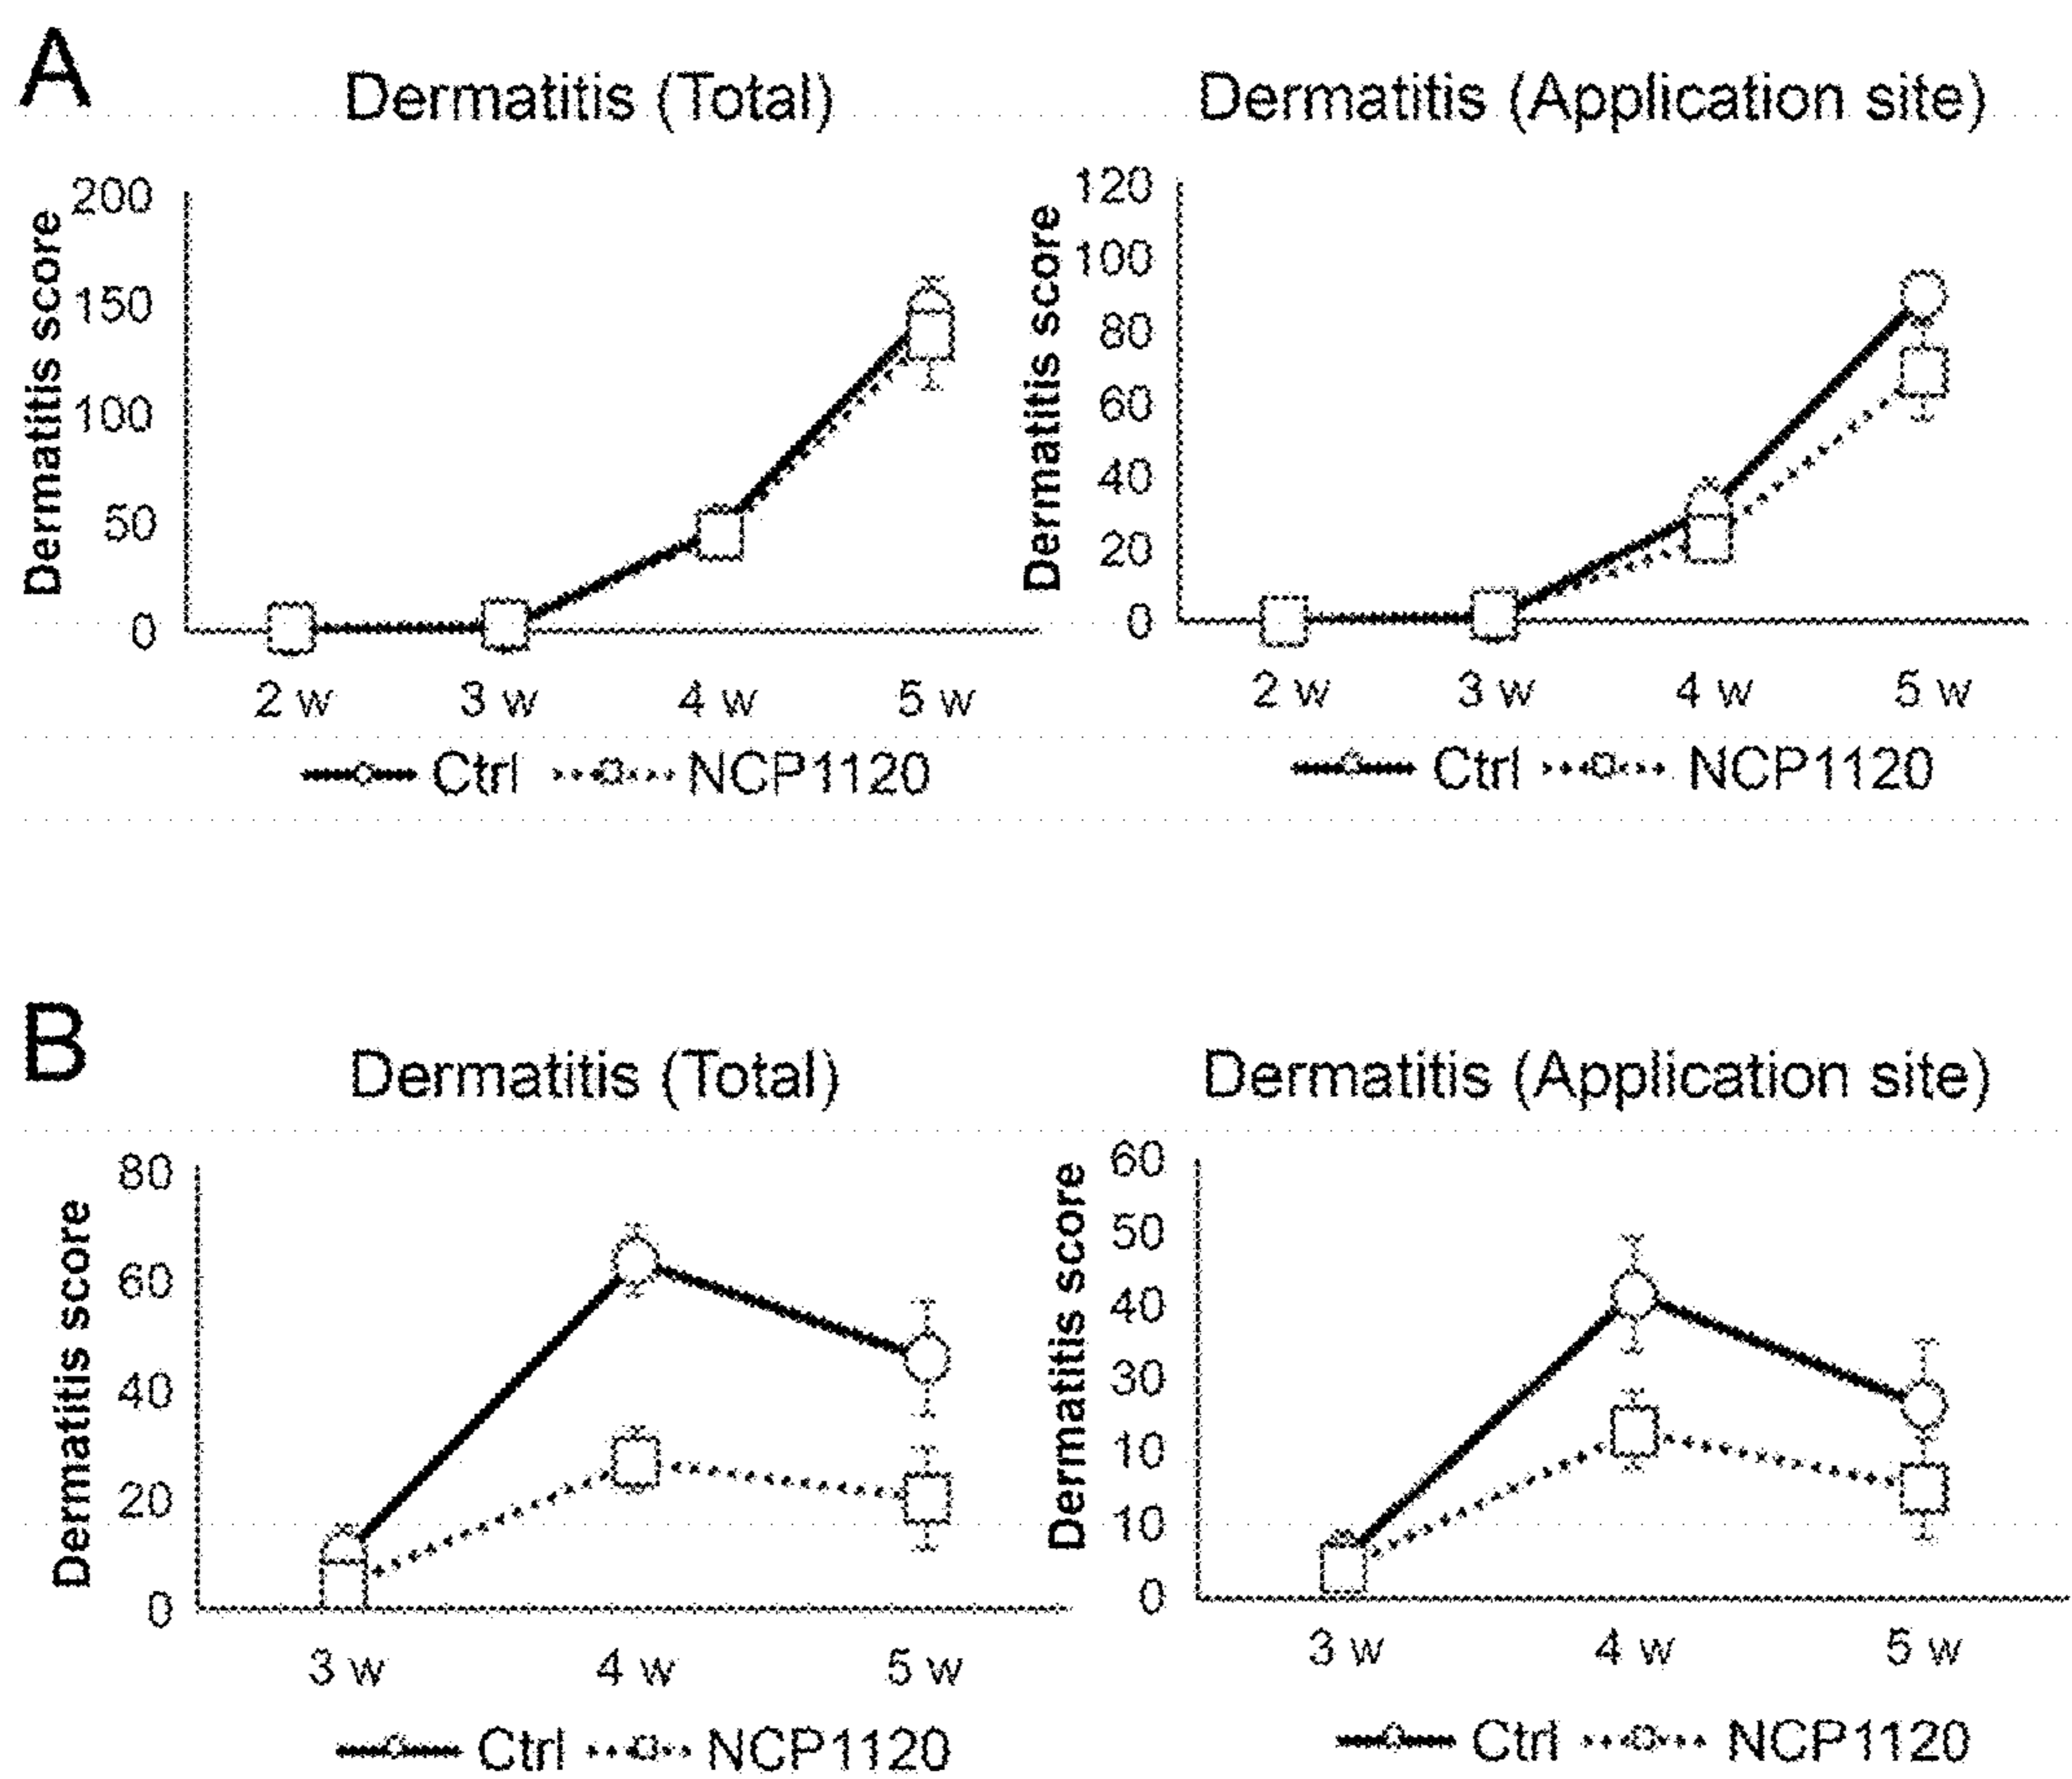 A
Dermatitis (Total)
Dermatitis score
200
150
100
50
0
2 w 3 w 4 w 5 w
Ctrl NCP1120
Dermatitis (Application site)
Dermatitis score
120
100
80
60
40
20
0
2 w 3 w 4 w 5 w
Ctrl NCP1120
B
Dermatitis (Total)
Dermatitis score
80
60
40
20
0
3 w 4 w 5 w
Ctrl NCP1120
Dermatitis (Application site)
Dermatitis score
60
50
40
30
10
10
0
3 w 4 w 5 w
Ctrl NCP1120